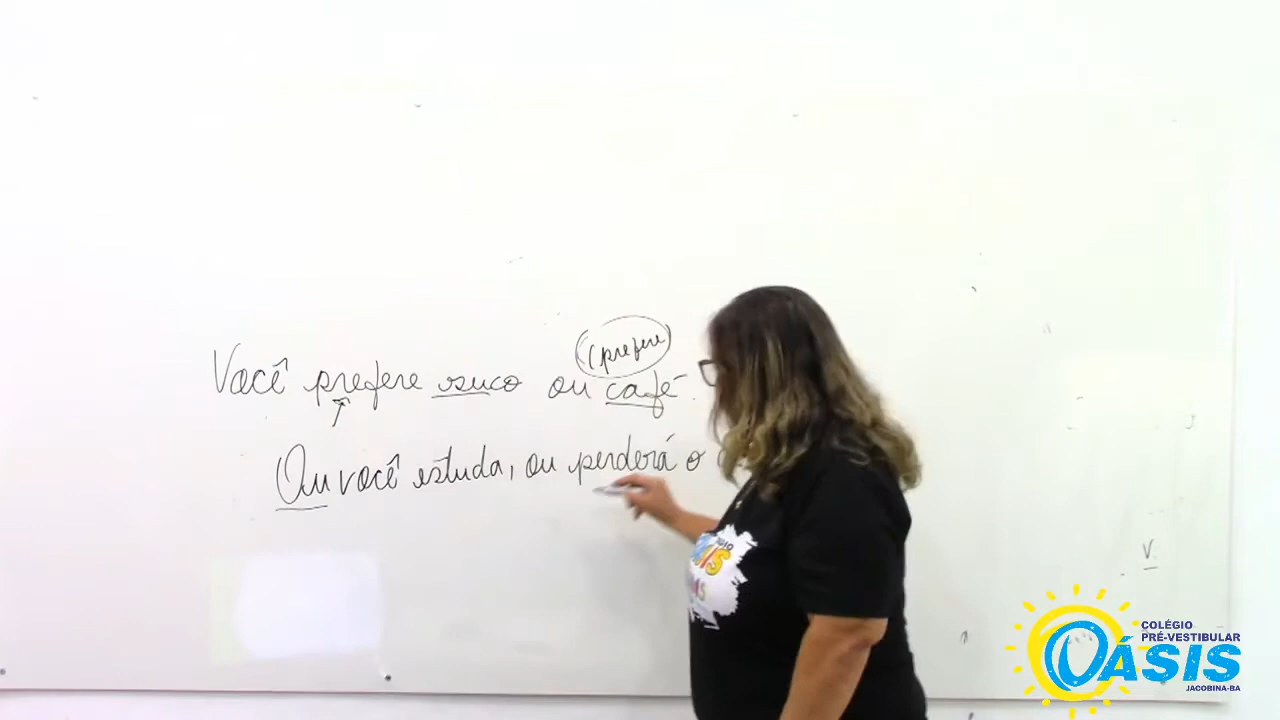 (prefere)
Você prefere suco ou café.
Ou você estuda, ou perderá o
V
COLÉGIO
PRÉ-VESTIBULAR
OÁSIS
JACOBINA-BA